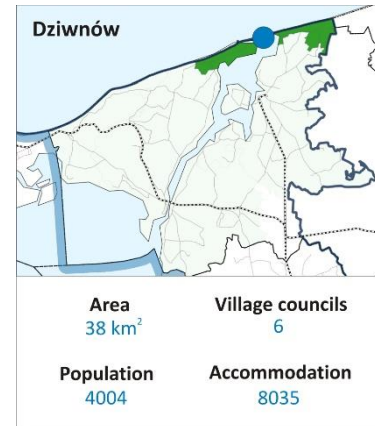 Dziwnów
Area Village councils
38 km² 6
Population Accommodation
4004 8035